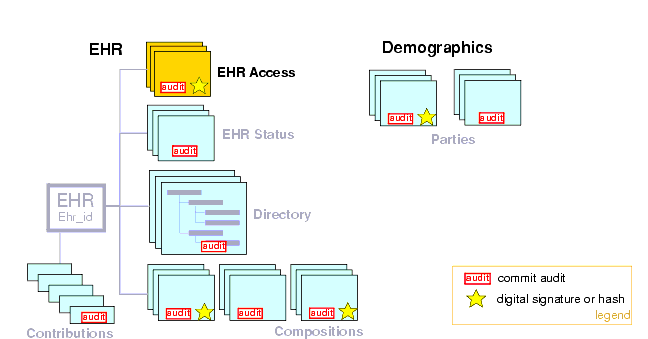 EHR
Demographics
audit
EHR Access
audit
audit
audit
EHR Status
Parties
EHR
Ehr_id
Directory
audit
audit
audit
audit
audit
Contributions
Compositions
audit commit audit
digital signature or hash
legend